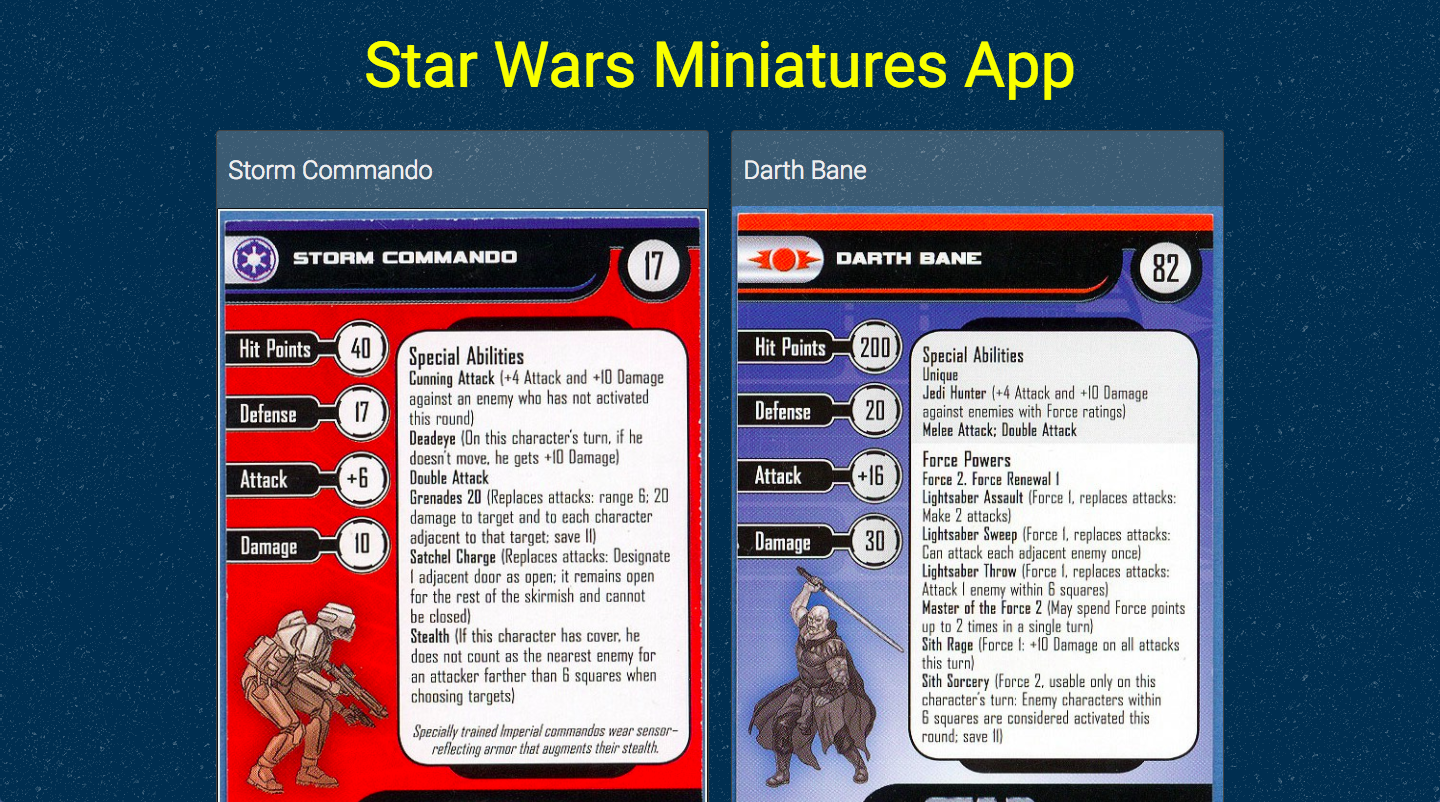 Star Wars Miniatures App
Storm Commando
STORM COMMANDO
17
Hit Points 40
Defense 17
Attack +6
Damage 10
Special Abilities
Cunning Attack (+4 Attack and +10 Damage
against an enemy who has not activated
this round)
Deadeye (On this character's turn, if he
doesn't move, he gets +10 Damage)
Double Attack
Grenades 20 (Replaces attacks: range 6; 20
damage to target and to each character
adjacent to that target; save 11)
Satchel Charge (Replaces attacks: Designate
1 adjacent door as open; it remains open
for the rest of the skirmish and cannot
be closed)
Stealth (If this character has cover, he
does not count as the nearest enemy for
an attacker farther than 6 squares when
choosing targets)
Specially trained Imperial commandos wear sensor-
reflecting armor that augments their stealth.
Darth Bane
DARTH BANE
82
Hit Points 200
Defense 20
Attack +16
Damage 30
Special Abilities
Unique
Jedi Hunter (+4 Attack and +10 Damage
against enemies with Force ratings)
Melee Attack; Double Attack
Force Powers
Force 2. Force Renewal 1
Lightsaber Assault (Force 1, replaces attacks:
Make 2 attacks)
Lightsaber Sweep (Force 1, replaces attacks:
Can attack each adjacent enemy once)
Lightsaber Throw (Force 1, replaces attacks:
Attack 1 enemy within 6 squares)
Master of the Force 2 (May spend Force points
up to 2 times in a single turn)
Sith Rage (Force 1: +10 Damage on all attacks
this turn)
Sith Sorcery (Force 2, usable only on this
character's turn: Enemy characters within
6 squares are considered activated this
round; save 11)